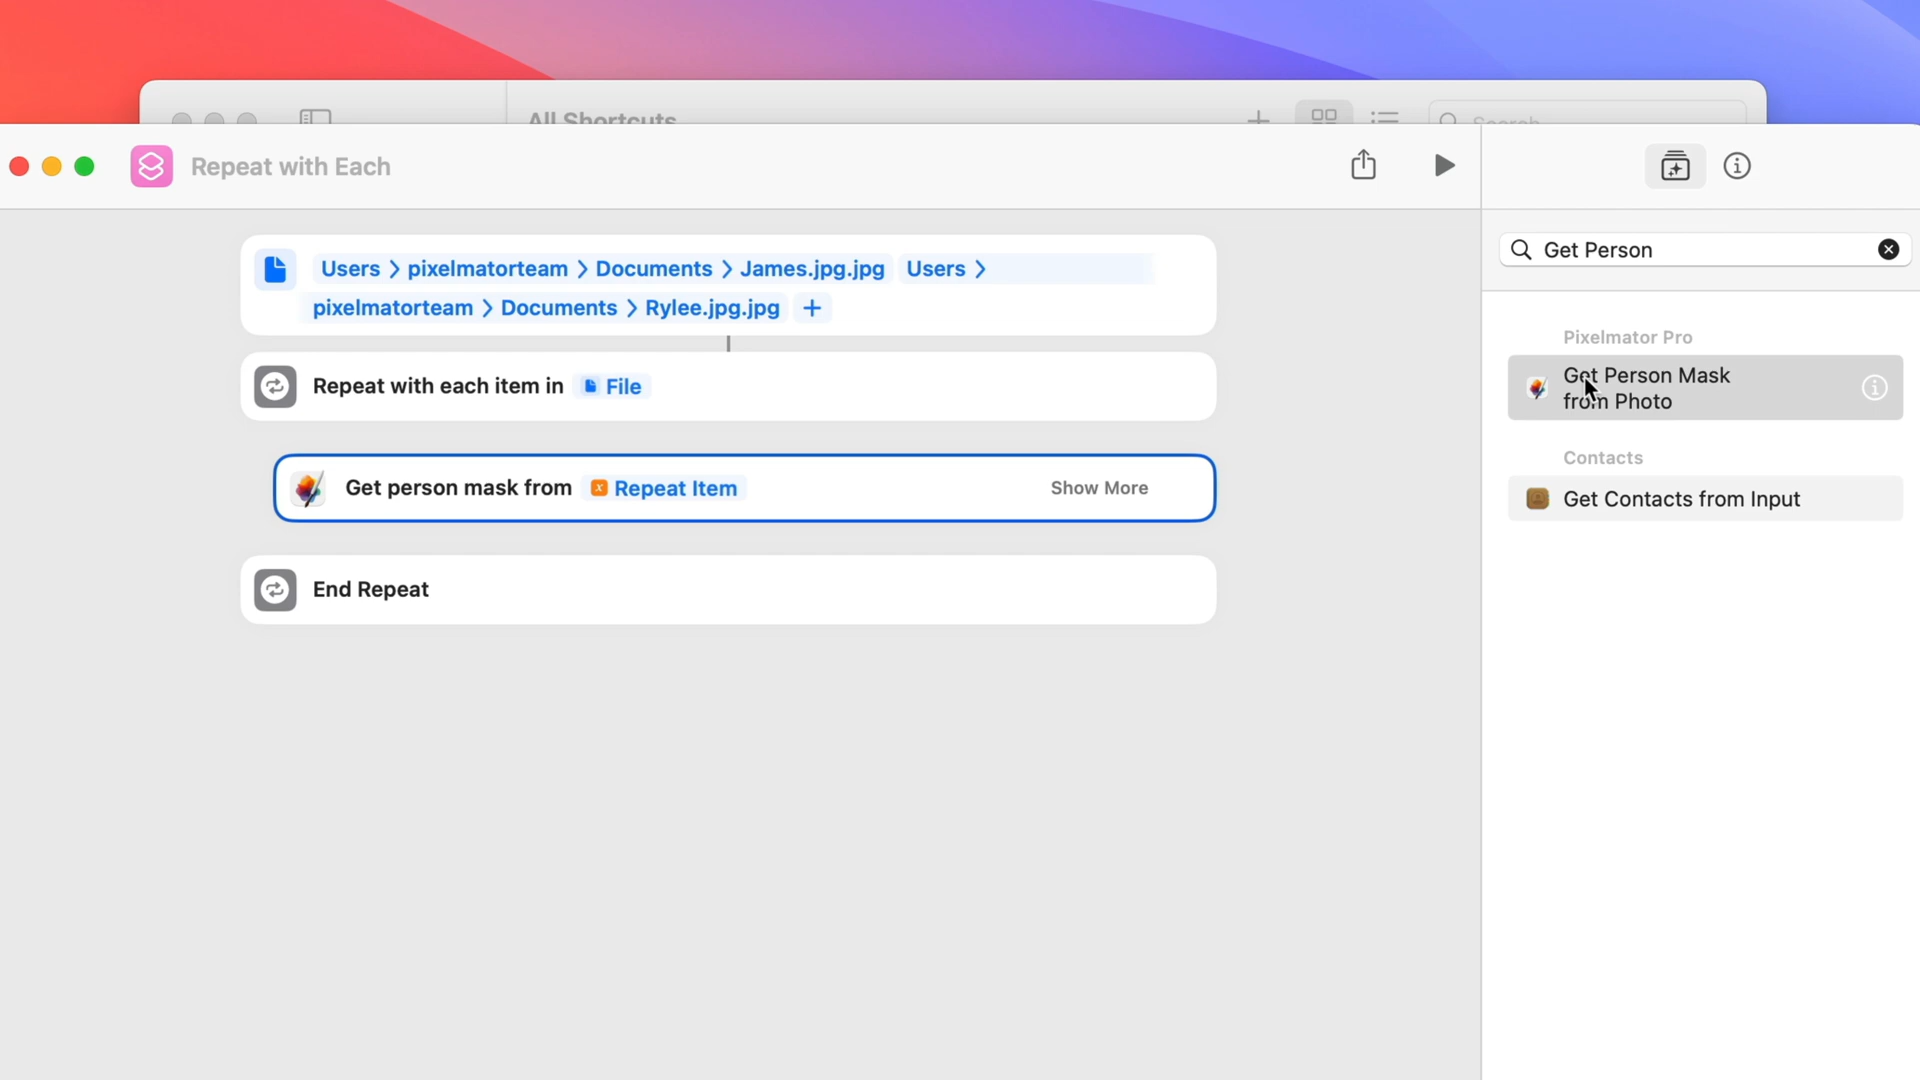 All Shortcuts
Search
Repeat with Each
Get Person
Users > pixelmatorteam > Documents > James.jpg.jpg Users >
pixelmatorteam > Documents > Rylee.jpg.jpg +
Repeat with each item in File
Get person mask from Repeat Item Show More
End Repeat
Pixelmator Pro
Get Person Mask
from Photo
Contacts
Get Contacts from Input